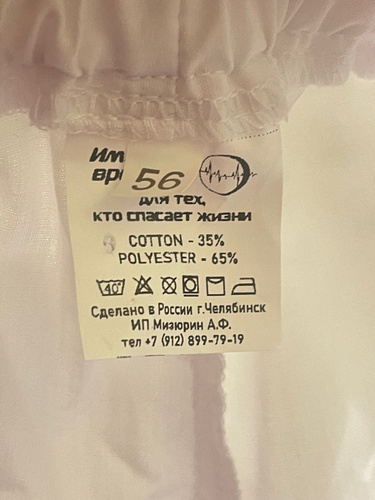 56
для тех,
кто спасает жизни
COTTON - 35%
POLYESTER - 65%
40°
Сделано в России г.Челябинск
ИП Мизюрин А.Ф.
тел +7 (912) 899-79-19